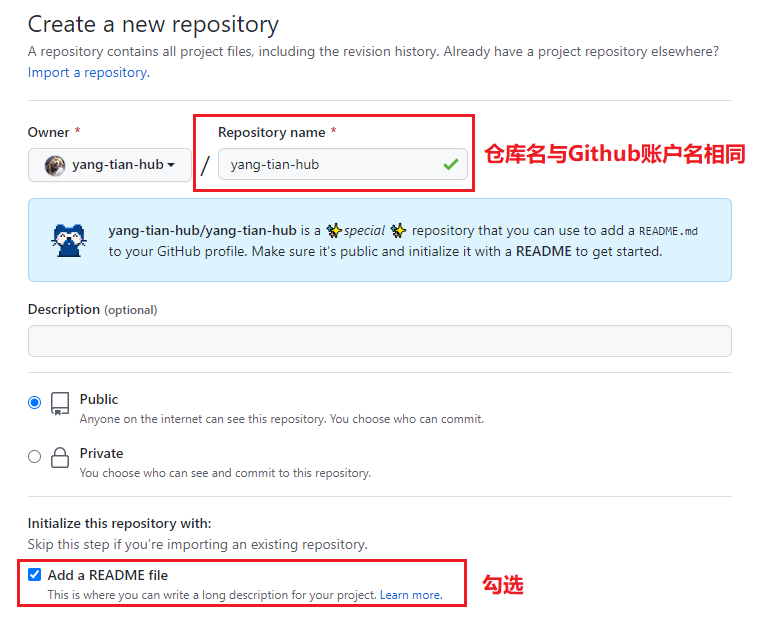 Create a new repository
A repository contains all project files, including the revision history. Already have a project repository elsewhere?
Import a repository.
Owner *
Repository name *
yang-tian-hub
/
yang-tian-hub
仓库名与Github账户名相同
yang-tian-hub/yang-tian-hub is a ✨special ✨ repository that you can use to add a README.md
to your GitHub profile. Make sure it's public and initialize it with a README to get started.
Description (optional)
Public
Anyone on the internet can see this repository. You choose who can commit.
Private
You choose who can see and commit to this repository.
Initialize this repository with:
Skip this step if you're importing an existing repository.
Add a README file
This is where you can write a long description for your project. Learn more.
勾选